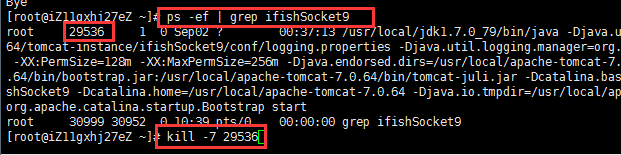 Bye
[root@iZ11gxhj27eZ ~]# ps -ef | grep ifishSocket9
root     29536     1  0 Sep02 ?        00:37:13 /usr/local/jdk1.7.0_79/bin/java -Djava.u
64/tomcat-instance/ifishSocket9/conf/logging.properties -Djava.util.logging.manager=org.
 -XX:PermSize=128m -XX:MaxPermSize=256m -Djava.endorsed.dirs=/usr/local/apache-tomcat-7.
.64/bin/bootstrap.jar:/usr/local/apache-tomcat-7.0.64/bin/tomcat-juli.jar -Dcatalina.bas
shSocket9 -Dcatalina.home=/usr/local/apache-tomcat-7.0.64 -Djava.io.tmpdir=/usr/local/ap
org.apache.catalina.startup.Bootstrap start
root     30999 30952  0 10:39 pts/0    00:00:00 grep ifishSocket9
[root@iZ11gxhj27eZ ~]# kill -7 29536